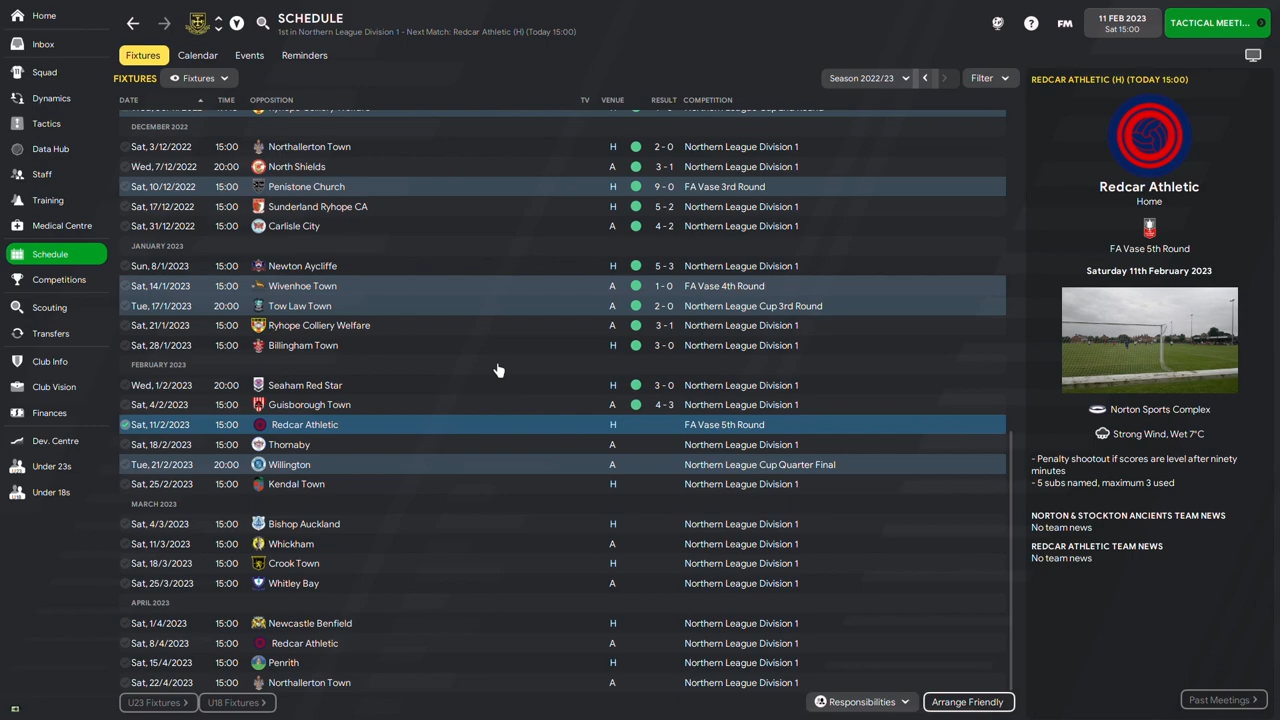 Home
Inbox
Squad
Dynamics
Tactics
Data Hub
Staff
Training
Medical Centre
Schedule
Competitions
Scouting
Transfers
Club Info
Club Vision
Finances
Dev. Centre
Under 23s
Under 18s
SCHEDULE
1st in Northern League Division 1 - Next Match: Redcar Athletic (H) (Today 15:00)
FM
11 FEB 2023
Sat 15:00
TACTICAL MEETI...
Fixtures Calendar Events Reminders
FIXTURES Fixtures Season 2022/23 Filter
DATE TIME OPPOSITION TV VENUE RESULT COMPETITION
DECEMBER 2022
Sat, 3/12/2022 15:00 Northallerton Town H 2 - 0 Northern League Division 1
Wed, 7/12/2022 20:00 North Shields A 3 - 1 Northern League Division 1
Sat, 10/12/2022 15:00 Penistone Church H 9 - 0 FA Vase 3rd Round
Sat, 17/12/2022 15:00 Sunderland Ryhope CA H 5 - 2 Northern League Division 1
Sat, 31/12/2022 15:00 Carlisle City A 4 - 2 Northern League Division 1
JANUARY 2023
Sun, 8/1/2023 15:00 Newton Aycliffe H 5 - 3 Northern League Division 1
Sat, 14/1/2023 15:00 Wivenhoe Town A 1 - 0 FA Vase 4th Round
Tue, 17/1/2023 20:00 Tow Law Town A 2 - 0 Northern League Cup 3rd Round
Sat, 21/1/2023 15:00 Ryhope Colliery Welfare A 3 - 1 Northern League Division 1
Sat, 28/1/2023 15:00 Billingham Town H 3 - 0 Northern League Division 1
FEBRUARY 2023
Wed, 1/2/2023 20:00 Seaham Red Star H 3 - 0 Northern League Division 1
Sat, 4/2/2023 15:00 Guisborough Town A 4 - 3 Northern League Division 1
Sat, 11/2/2023 15:00 Redcar Athletic H FA Vase 5th Round
Sat, 18/2/2023 15:00 Thornaby A Northern League Division 1
Tue, 21/2/2023 20:00 Willington A Northern League Cup Quarter Final
Sat, 25/2/2023 15:00 Kendal Town H Northern League Division 1
MARCH 2023
Sat, 4/3/2023 15:00 Bishop Auckland H Northern League Division 1
Sat, 11/3/2023 15:00 Whickham A Northern League Division 1
Sat, 18/3/2023 15:00 Crook Town H Northern League Division 1
Sat, 25/3/2023 15:00 Whitley Bay A Northern League Division 1
APRIL 2023
Sat, 1/4/2023 15:00 Newcastle Benfield H Northern League Division 1
Sat, 8/4/2023 15:00 Redcar Athletic A Northern League Division 1
Sat, 15/4/2023 15:00 Penrith H Northern League Division 1
Sat, 22/4/2023 15:00 Northallerton Town A Northern League Division 1
U23 Fixtures > U18 Fixtures > Responsibilities Arrange Friendly
REDCAR ATHLETIC (H) (TODAY 15:00)
Redcar Athletic
Home
FA Vase 5th Round
Saturday 11th February 2023
Norton Sports Complex
Strong Wind, Wet 7°C
- Penalty shootout if scores are level after ninety
minutes
- 5 subs named, maximum 3 used
NORTON & STOCKTON ANCIENTS TEAM NEWS
No team news
REDCAR ATHLETIC TEAM NEWS
No team news
Past Meetings >